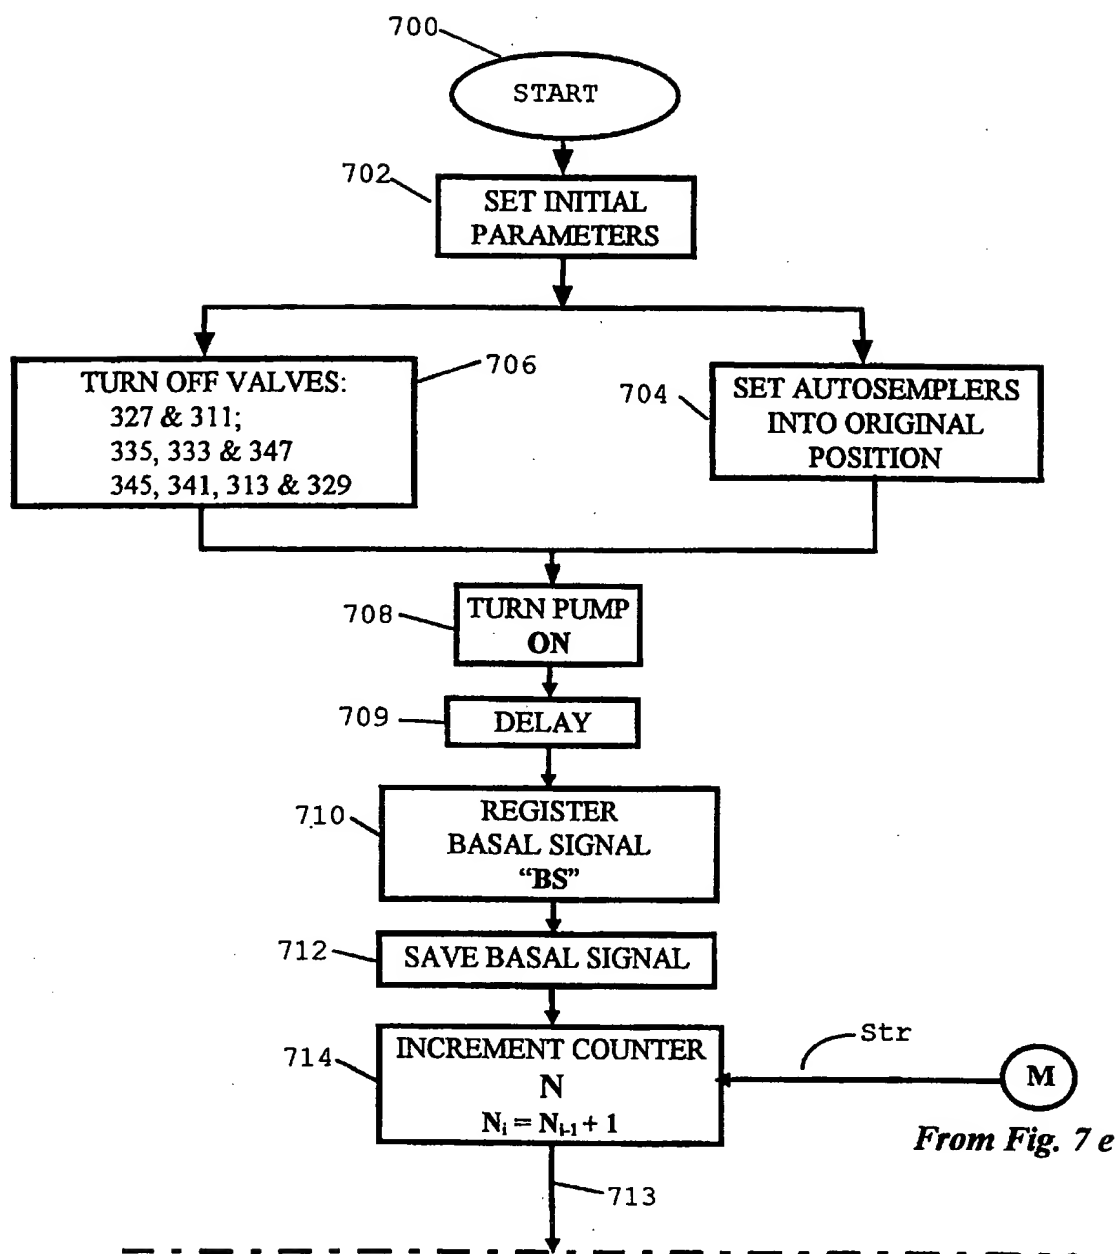 700
START
702
SET INITIAL
PARAMETERS
706
TURN OFF VALVES:
327 & 311;
335, 333 & 347
345, 341, 313 & 329
704
SET AUTOSEMPLERS
INTO ORIGINAL
POSITION
708
TURN PUMP
ON
709
DELAY
710
REGISTER
BASAL SIGNAL
“BS”
712
SAVE BASAL SIGNAL
714
INCREMENT COUNTER
N
Nᵢ = Nᵢ₋₁ + 1
Str
M
From Fig. 7 e
713